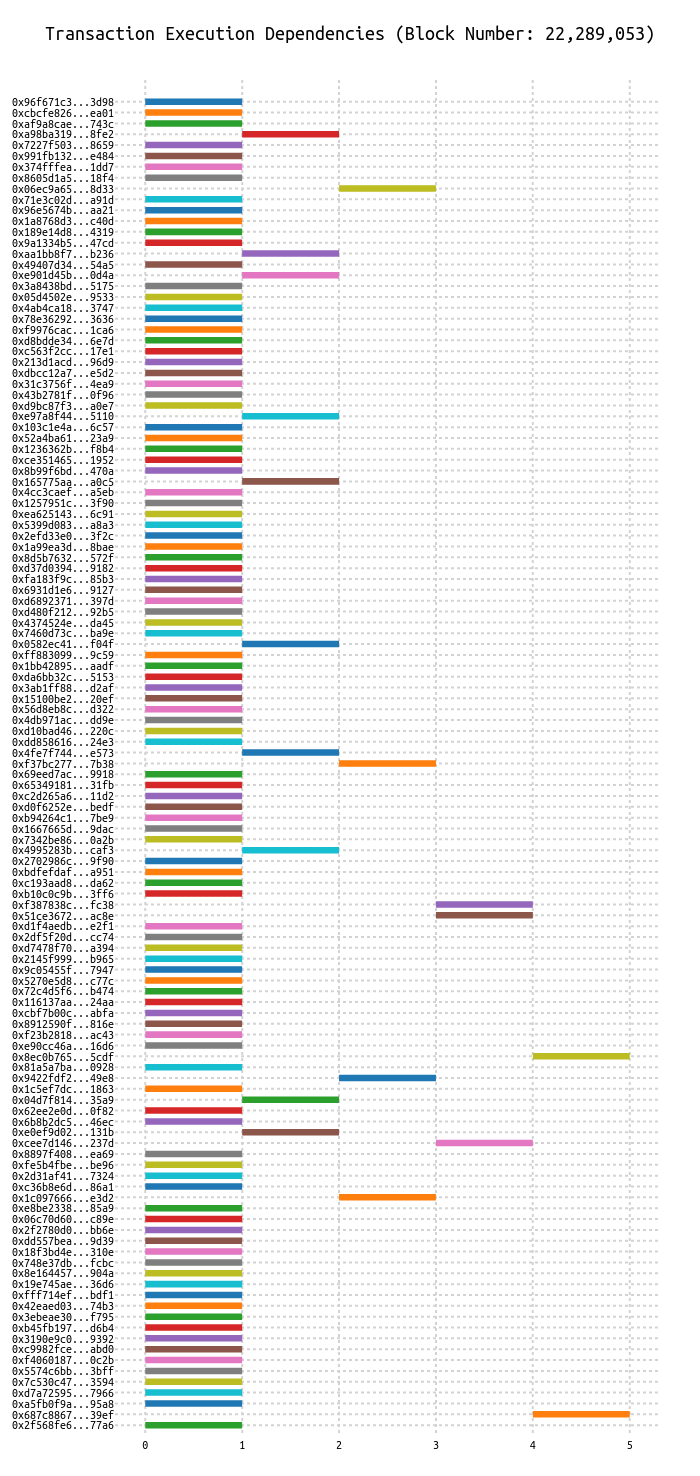 Transaction Execution Dependencies (Block Number: 22,289,053)
0x96f671c3...3d98
0xcbcfe826...ea01
0xaf9a8cae...743c
0xa98ba319...8fe2
0x7227f503...8659
0x991fb132...e484
0x374fffea...1dd7
0x8605d1a5...18f4
0x06ec9a65...8d33
0x71e3c02d...a91d
0x96e5674b...aa21
0x1a8768d3...c40d
0x189e14d8...4319
0x9a1334b5...47cd
0xaa1bb8f7...b236
0x49407d34...54a5
0xe901d45b...0d4a
0x3a8438bd...5175
0x05d4502e...9533
0x4ab4ca18...3747
0x78e36292...3636
0xf9976cac...1ca6
0xd8bdde34...6e7d
0xc563f2cc...17e1
0x213d1acd...96d9
0xdbcc12a7...e5d2
0x31c3756f...4ea9
0x43b2781f...0f96
0xd9bc87f3...a0e7
0xe97a8f44...5110
0x103c1e4a...6c57
0x52a4ba61...23a9
0x1236362b...f8b4
0xce351465...1952
0x8b99f6bd...470a
0x165775aa...a0c5
0x4cc3caef...a5eb
0x1257951c...3f90
0xea625143...6c91
0x5399d083...a8a3
0x2efd33e0...3f2c
0x1a99ea3d...8bae
0x8d5b7632...572f
0xd37d0394...9182
0xfa183f9c...85b3
0x6931d1e6...9127
0xd6892371...397d
0xd480f212...92b5
0x4374524e...da45
0x7460d73c...ba9e
0x0582ec41...f04f
0xff883099...9c59
0x1bb42895...aadf
0xda6bb32c...5153
0x3ab1ff88...d2af
0x15100be2...20ef
0x56d8eb8c...d322
0x4db971ac...dd9e
0xd10bad46...220c
0xdd858616...24e3
0x4fe7f744...e573
0xf37bc277...7b38
0x69eed7ac...9918
0x65349181...31fb
0xc2d265a6...11d2
0xd0f6252e...bedf
0xb94264c1...7be9
0x1667665d...9dac
0x7342be86...0a2b
0x4995283b...caf3
0x2702986c...9f90
0xbdfefdaf...a951
0xc193aad8...da62
0xb10c0c9b...3ff6
0xf387838c...fc38
0x51ce3672...ac8e
0xd1f4aedb...e2f1
0x2df5f20d...cc74
0xd7478f70...a394
0x2145f999...b965
0x9c05455f...7947
0x5270e5d8...c77c
0x72c4d5f6...b474
0x116137aa...24aa
0xcbf7b00c...abfa
0x8912590f...816e
0xf23b2818...ac43
0xe90cc46a...16d6
0x8ec0b765...5cdf
0x81a5a7ba...0928
0x9422fdf2...49e8
0x1c5ef7dc...1863
0x04d7f814...35a9
0x62ee2e0d...0f82
0x6b8b2dc5...46ec
0xe0ef9d02...131b
0xcee7d146...237d
0x8897f408...ea69
0xfe5b4fbe...be96
0x2d31af41...7324
0xc36b8e6d...86a1
0x1c097666...e3d2
0xe8be2338...85a9
0x06c70d60...c89e
0x2f2780d0...bb6e
0xdd557bea...9d39
0x18f3bd4e...310e
0x748e37db...fcbc
0x8e164457...904a
0x19e745ae...36d6
0xfff714ef...bdf1
0x42eaed03...74b3
0x3ebeae30...f795
0xb45fb197...d6b4
0x3190e9c0...9392
0xc9982fce...abd0
0xf4060187...0c2b
0x5574c6bb...3bff
0x7c530c47...3594
0xd7a72595...7966
0xa5fb0f9a...95a8
0x687c8867...39ef
0x2f568fe6...77a6
0 1 2 3 4 5